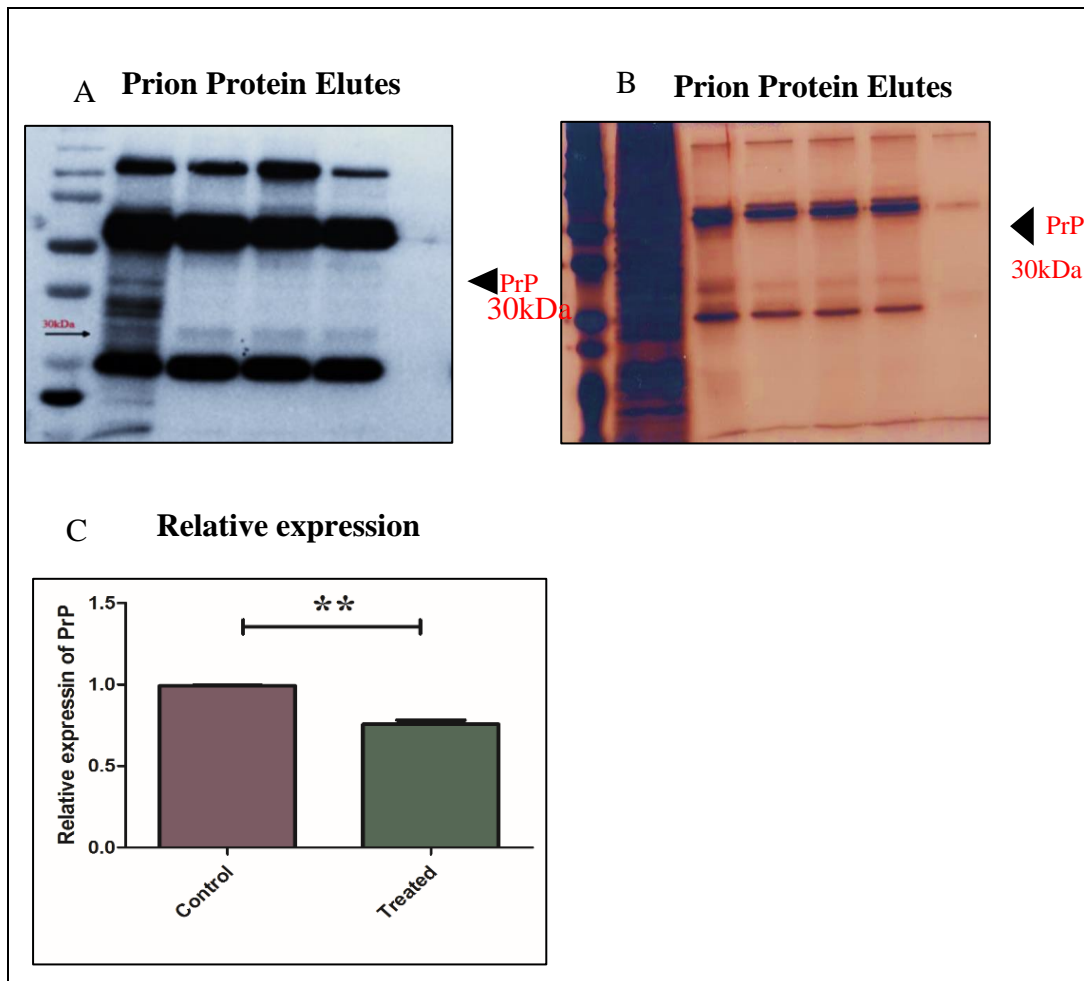 A Prion Protein Elutes
30kDa
PrP
30kDa
B Prion Protein Elutes
PrP
30kDa
C Relative expression
Relative expressin of PrP
1.5
1.0
0.5
0.0
**
Control
Treated